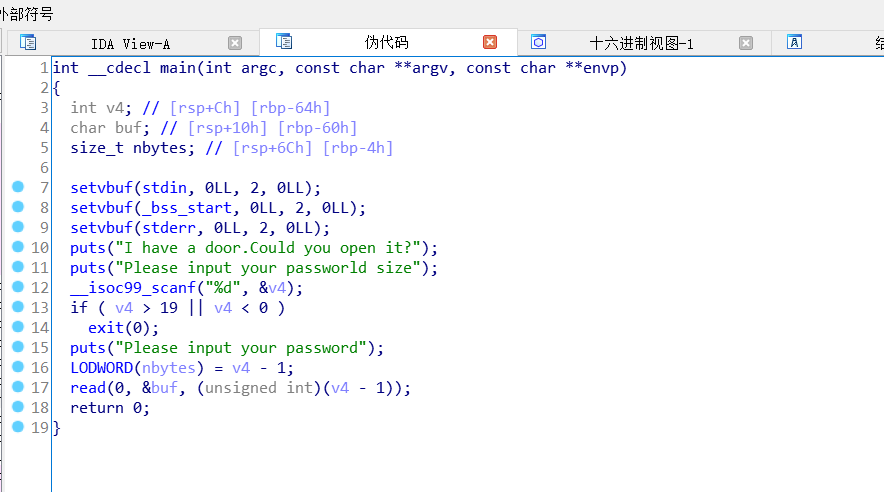 外部符号
IDA View-A 伪代码 十六进制视图-1 A 结
1 int __cdecl main(int argc, const char **argv, const char **envp)
2 {
3 int v4; // [rsp+Ch] [rbp-64h]
4 char buf; // [rsp+10h] [rbp-60h]
5 size_t nbytes; // [rsp+6Ch] [rbp-4h]
6
7 setvbuf(stdin, 0LL, 2, 0LL);
8 setvbuf(_bss_start, 0LL, 2, 0LL);
9 setvbuf(stderr, 0LL, 2, 0LL);
10 puts("I have a door.Could you open it?");
11 puts("Please input your passworld size");
12 __isoc99_scanf("%d", &v4);
13 if ( v4 > 19 || v4 < 0 )
14 exit(0);
15 puts("Please input your password");
16 LODWORD(nbytes) = v4 - 1;
17 read(0, &buf, (unsigned int)(v4 - 1));
18 return 0;
19 }